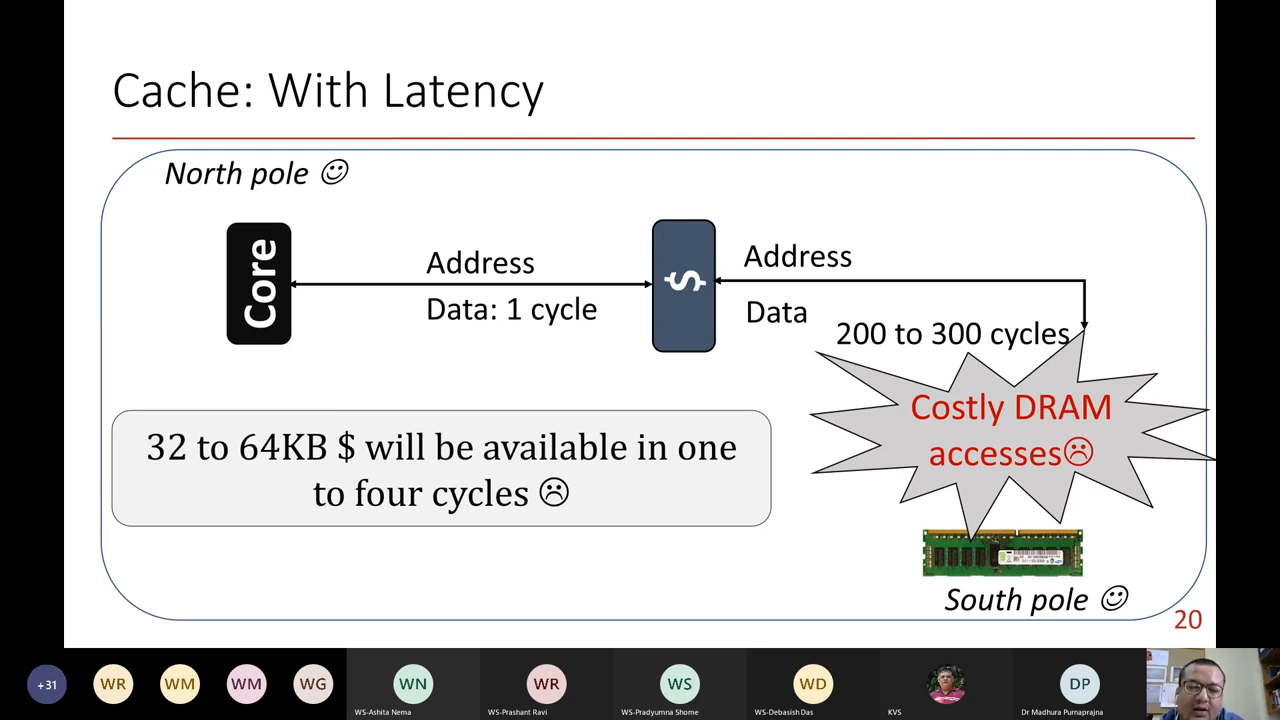 Cache: With Latency
North pole ☺
Core
Address
Data: 1 cycle
$
Address
Data
200 to 300 cycles
Costly DRAM
accesses☹
32 to 64KB $ will be available in one
to four cycles ☹
South pole ☺
20
+31
WR
WM
WM
WG
WN
WS-Ashita Nema
WR
WS-Prashant Ravi
WS
WS-Pradyumna Shome
WD
WS-Debasish Das
KVS
DP
Dr Madhura Purnaprajna